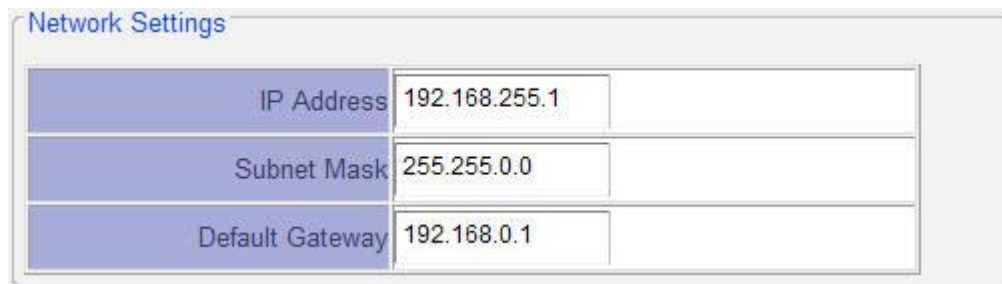 Network Settings
IP Address 192.168.255.1
Subnet Mask 255.255.0.0
Default Gateway 192.168.0.1